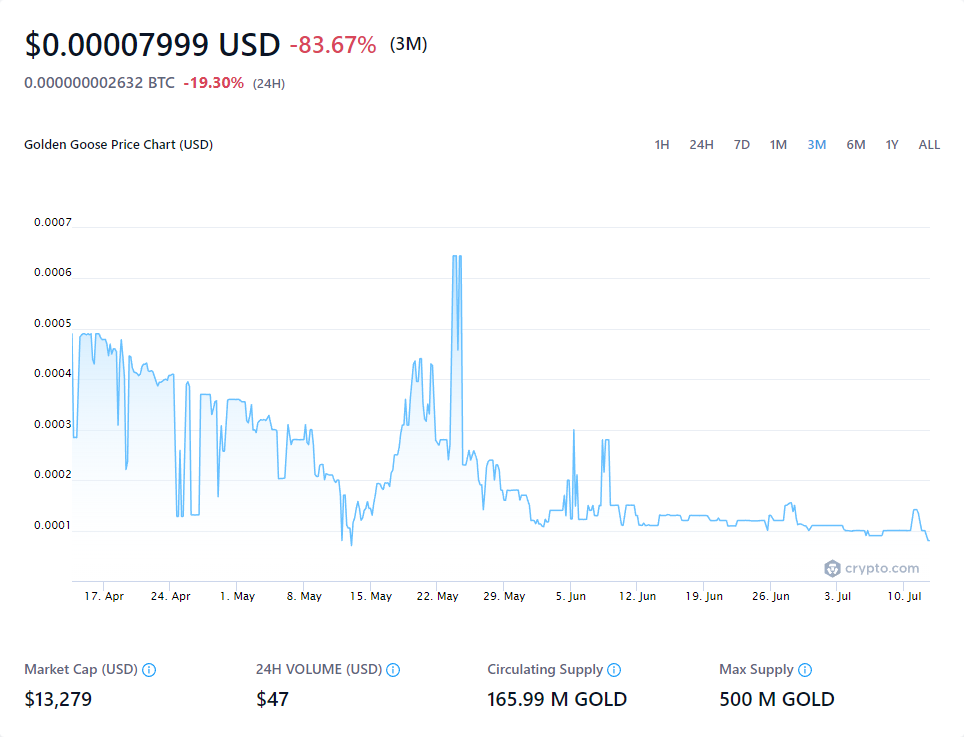 $0.00007999 USD -83.67% (3M)
0.000000002632 BTC -19.30% (24H)
Golden Goose Price Chart (USD)
1H 24H 7D 1M 3M 6M 1Y ALL
0.0007
0.0006
0.0005
0.0004
0.0003
0.0002
0.0001
crypto.com
17. Apr 24. Apr 1. May 8. May 15. May 22. May 29. May 5. Jun 12. Jun 19. Jun 26. Jun 3. Jul 10. Jul
Market Cap (USD) 24H VOLUME (USD) Circulating Supply Max Supply
$13,279 $47 165.99 M GOLD 500 M GOLD